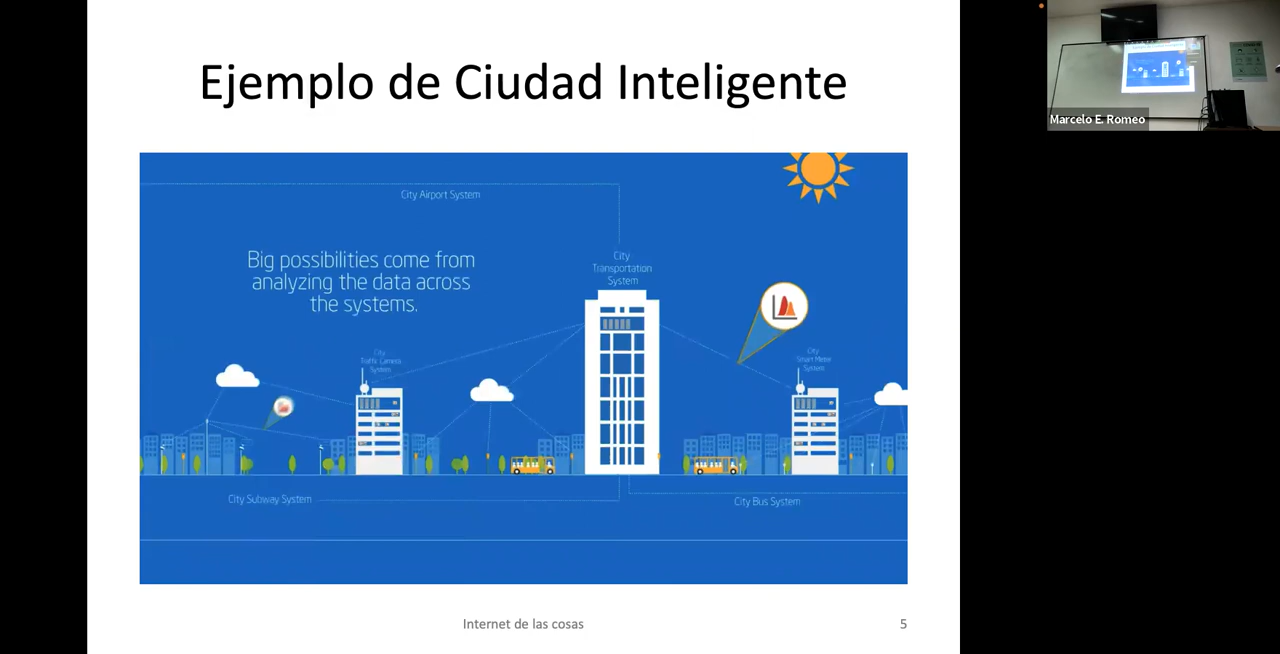 Ejemplo de Ciudad Inteligente
Marcelo E. Romeo
City Airport System
Big possibilities come from
analyzing the data across
the systems.
City
Transportation
System
City
Traffic Camera
System
City
Smart Meter
System
City Subway System
City Bus System
Internet de las cosas
5